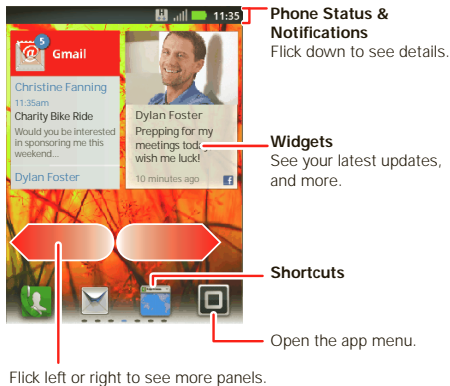 H
11:35
Phone Status &
Notifications
Flick down to see details.
5
@
Gmail
Christine Fanning
11:35am
Charity Bike Ride
Would you be interested
in sponsoring me this
weekend...
Dylan Foster
Dylan Foster
Prepping for my
meetings today
wish me luck!
10 minutes ago
f
Widgets
See your latest updates,
and more.
Shortcuts
Open the app menu.
Flick left or right to see more panels.